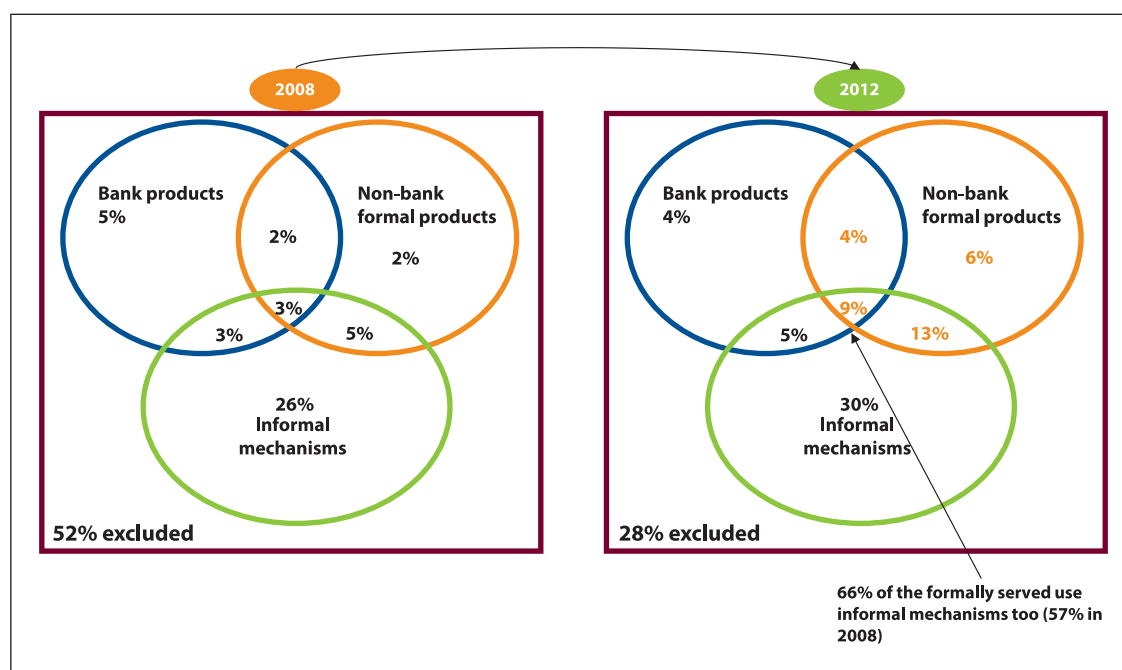 2008
Bank products
5%
Non-bank
formal products
2%
2%
3%
3%
5%
26%
Informal
mechanisms
52% excluded
2012
Bank products
4%
Non-bank
formal products
4%
6%
9%
5%
13%
30%
Informal
mechanisms
28% excluded
66% of the formally served use
informal mechanisms too (57% in
2008)